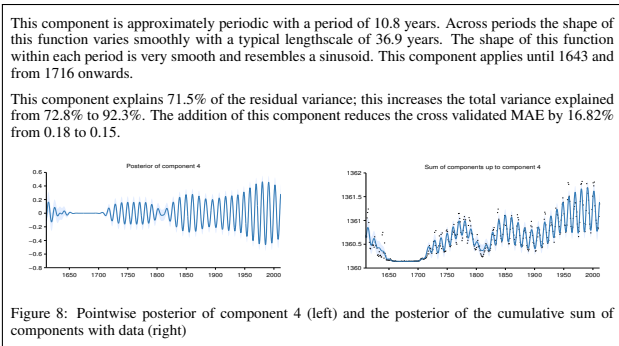 This component is approximately periodic with a period of 10.8 years. Across periods the shape of
this function varies smoothly with a typical lengthscale of 36.9 years. The shape of this function
within each period is very smooth and resembles a sinusoid. This component applies until 1643 and
from 1716 onwards.
This component explains 71.5% of the residual variance; this increases the total variance explained
from 72.8% to 92.3%. The addition of this component reduces the cross validated MAE by 16.82%
from 0.18 to 0.15.
Posterior of component 4
0.6
0.4
0.2
0
−0.2
−0.4
−0.6
−0.8
1650 1700 1750 1800 1850 1900 1950 2000
Sum of components up to component 4
1362
1361.5
1361
1360.5
1360
1650 1700 1750 1800 1850 1900 1950 2000
Figure 8: Pointwise posterior of component 4 (left) and the posterior of the cumulative sum of
components with data (right)